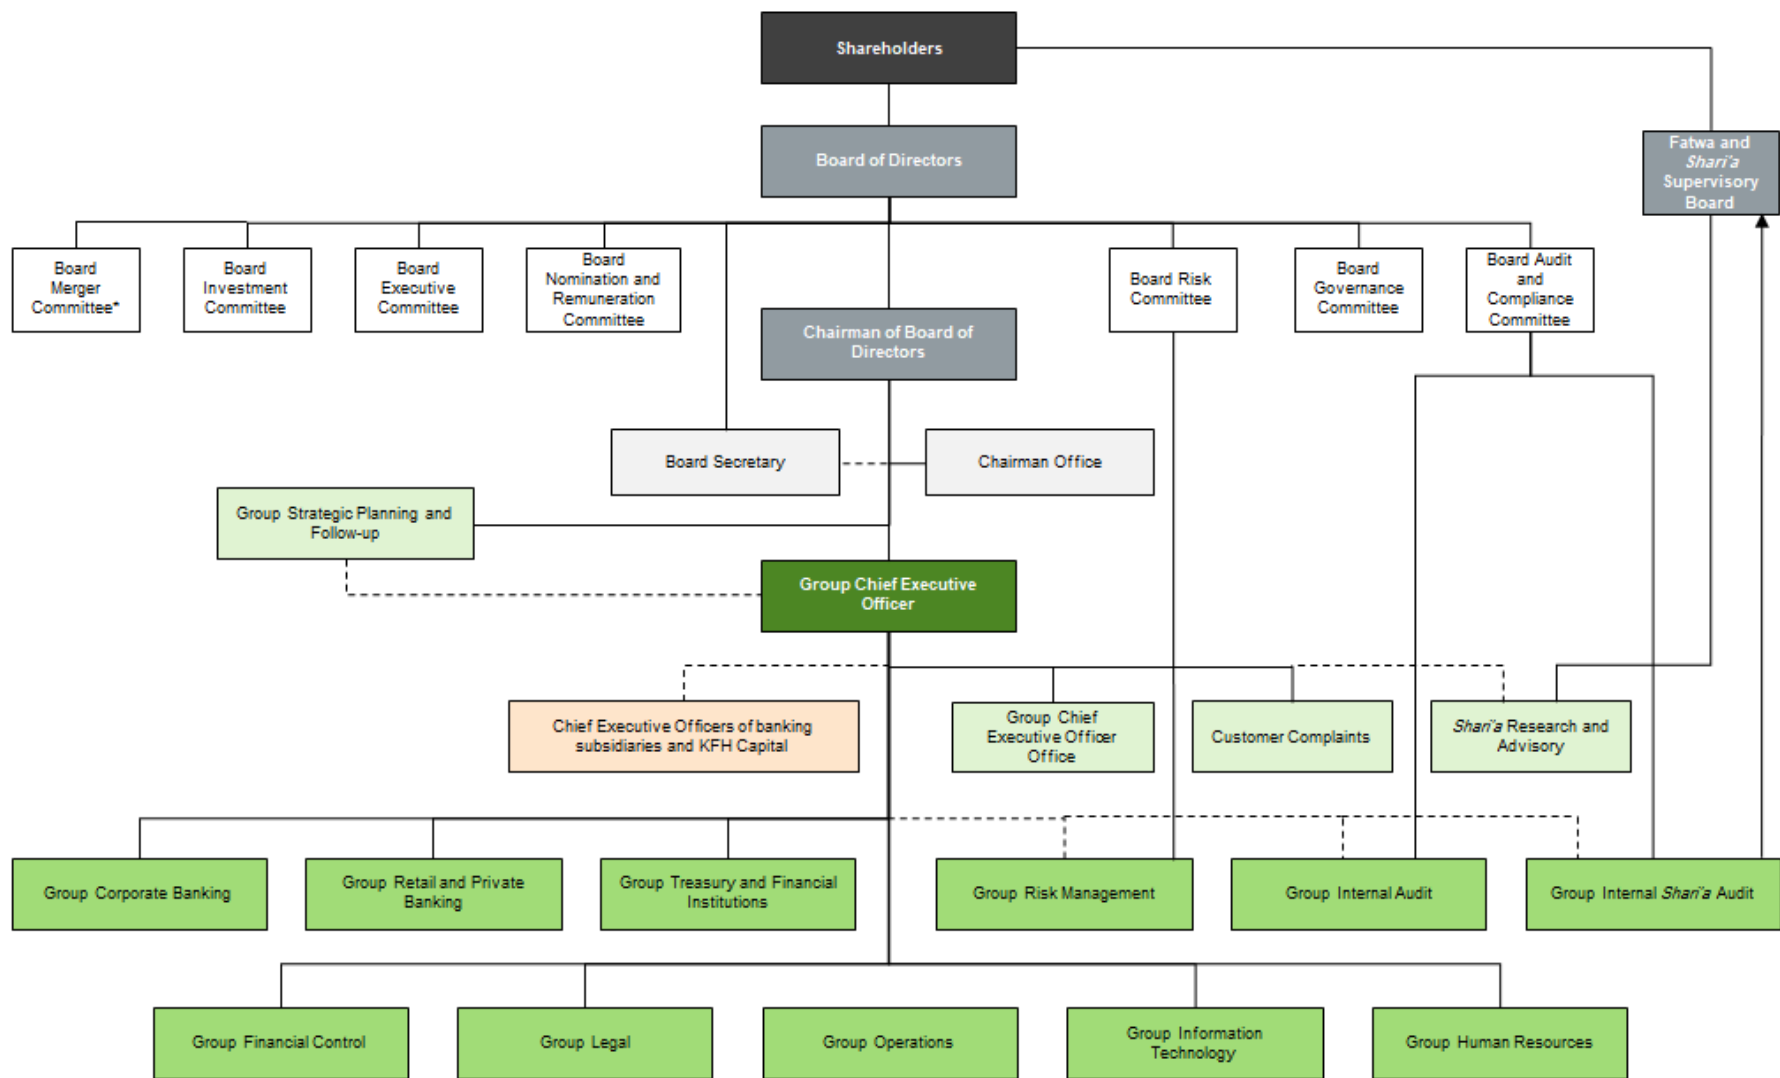 Shareholders
Board of Directors
Fatwa and
Shari'a
Supervisory
Board
Board
Merger
Committee*
Board
Investment
Committee
Board
Executive
Committee
Board
Nomination and
Remuneration
Committee
Board Risk
Committee
Board
Governance
Committee
Board Audit
and
Compliance
Committee
Chairman of Board of
Directors
Board Secretary
Chairman Office
Group Strategic Planning and
Follow-up
Group Chief Executive
Officer
Chief Executive Officers of banking
subsidiaries and KFH Capital
Group Chief
Executive Officer
Office
Customer Complaints
Shari'a Research and
Advisory
Group Corporate Banking
Group Retail and Private
Banking
Group Treasury and Financial
Institutions
Group Risk Management
Group Internal Audit
Group Internal Shari'a Audit
Group Financial Control
Group Legal
Group Operations
Group Information
Technology
Group Human Resources